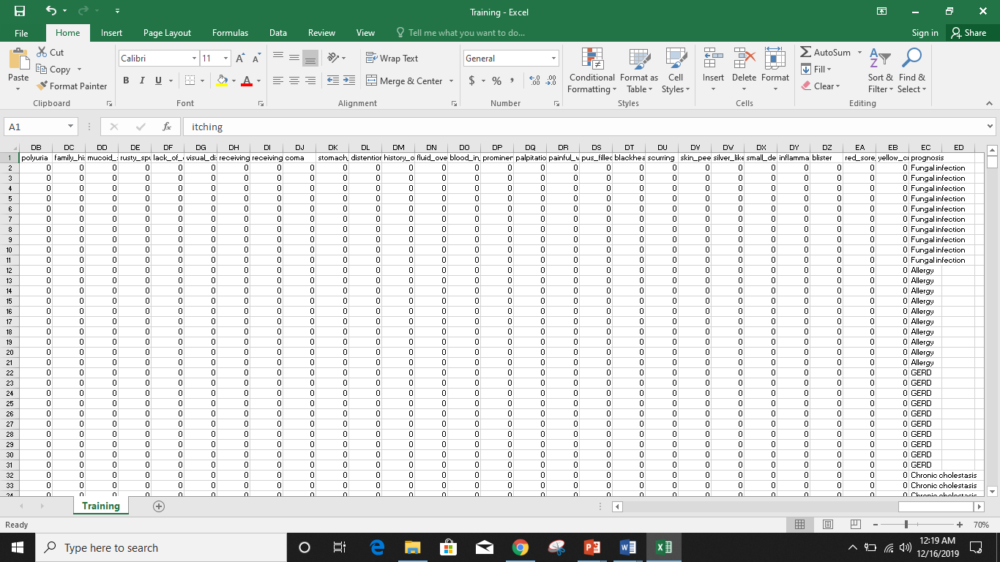 Training - Excel
File Home Insert Page Layout Formulas Data Review View Tell me what you want to do... Sign in Share
Paste Cut Copy Format Painter Clipboard
Calibri 11 B I U A Font
Wrap Text Merge & Center Alignment
General $ % Number
Conditional Formatting Format as Table Cell Styles Styles
Insert Delete Format Cells
AutoSum Fill Clear Sort & Filter Find & Select Editing
A1 fx itching
DB DC DD DE DF DG DH DI DJ DK DL DM DN DO DP DQ DR DS DT DU DV DW DX DY DZ EA EB EC ED
1 polyuria family_hi mucoid_ rusty_spu lack_of_ visual_di receiving receiving coma stomach_ distention history_o fluid_ove blood_in_ prominen palpitatio painful_w pus_filled blackhea scurring skin_pee silver_like small_de inflamma blister red_sore_ yellow_cr prognosis
2 0 0 0 0 0 0 0 0 0 0 0 0 0 0 0 0 0 0 0 0 0 0 0 0 0 0 0 Fungal infection
3 0 0 0 0 0 0 0 0 0 0 0 0 0 0 0 0 0 0 0 0 0 0 0 0 0 0 0 Fungal infection
4 0 0 0 0 0 0 0 0 0 0 0 0 0 0 0 0 0 0 0 0 0 0 0 0 0 0 0 Fungal infection
5 0 0 0 0 0 0 0 0 0 0 0 0 0 0 0 0 0 0 0 0 0 0 0 0 0 0 0 Fungal infection
6 0 0 0 0 0 0 0 0 0 0 0 0 0 0 0 0 0 0 0 0 0 0 0 0 0 0 0 Fungal infection
7 0 0 0 0 0 0 0 0 0 0 0 0 0 0 0 0 0 0 0 0 0 0 0 0 0 0 0 Fungal infection
8 0 0 0 0 0 0 0 0 0 0 0 0 0 0 0 0 0 0 0 0 0 0 0 0 0 0 0 Fungal infection
9 0 0 0 0 0 0 0 0 0 0 0 0 0 0 0 0 0 0 0 0 0 0 0 0 0 0 0 Fungal infection
10 0 0 0 0 0 0 0 0 0 0 0 0 0 0 0 0 0 0 0 0 0 0 0 0 0 0 0 Fungal infection
11 0 0 0 0 0 0 0 0 0 0 0 0 0 0 0 0 0 0 0 0 0 0 0 0 0 0 0 Fungal infection
12 0 0 0 0 0 0 0 0 0 0 0 0 0 0 0 0 0 0 0 0 0 0 0 0 0 0 0 Allergy
13 0 0 0 0 0 0 0 0 0 0 0 0 0 0 0 0 0 0 0 0 0 0 0 0 0 0 0 Allergy
14 0 0 0 0 0 0 0 0 0 0 0 0 0 0 0 0 0 0 0 0 0 0 0 0 0 0 0 Allergy
15 0 0 0 0 0 0 0 0 0 0 0 0 0 0 0 0 0 0 0 0 0 0 0 0 0 0 0 Allergy
16 0 0 0 0 0 0 0 0 0 0 0 0 0 0 0 0 0 0 0 0 0 0 0 0 0 0 0 Allergy
17 0 0 0 0 0 0 0 0 0 0 0 0 0 0 0 0 0 0 0 0 0 0 0 0 0 0 0 Allergy
18 0 0 0 0 0 0 0 0 0 0 0 0 0 0 0 0 0 0 0 0 0 0 0 0 0 0 0 Allergy
19 0 0 0 0 0 0 0 0 0 0 0 0 0 0 0 0 0 0 0 0 0 0 0 0 0 0 0 Allergy
20 0 0 0 0 0 0 0 0 0 0 0 0 0 0 0 0 0 0 0 0 0 0 0 0 0 0 0 Allergy
21 0 0 0 0 0 0 0 0 0 0 0 0 0 0 0 0 0 0 0 0 0 0 0 0 0 0 0 Allergy
22 0 0 0 0 0 0 0 0 0 0 0 0 0 0 0 0 0 0 0 0 0 0 0 0 0 0 0 GERD
23 0 0 0 0 0 0 0 0 0 0 0 0 0 0 0 0 0 0 0 0 0 0 0 0 0 0 0 GERD
24 0 0 0 0 0 0 0 0 0 0 0 0 0 0 0 0 0 0 0 0 0 0 0 0 0 0 0 GERD
25 0 0 0 0 0 0 0 0 0 0 0 0 0 0 0 0 0 0 0 0 0 0 0 0 0 0 0 GERD
26 0 0 0 0 0 0 0 0 0 0 0 0 0 0 0 0 0 0 0 0 0 0 0 0 0 0 0 GERD
27 0 0 0 0 0 0 0 0 0 0 0 0 0 0 0 0 0 0 0 0 0 0 0 0 0 0 0 GERD
28 0 0 0 0 0 0 0 0 0 0 0 0 0 0 0 0 0 0 0 0 0 0 0 0 0 0 0 GERD
29 0 0 0 0 0 0 0 0 0 0 0 0 0 0 0 0 0 0 0 0 0 0 0 0 0 0 0 GERD
30 0 0 0 0 0 0 0 0 0 0 0 0 0 0 0 0 0 0 0 0 0 0 0 0 0 0 0 GERD
31 0 0 0 0 0 0 0 0 0 0 0 0 0 0 0 0 0 0 0 0 0 0 0 0 0 0 0 GERD
32 0 0 0 0 0 0 0 0 0 0 0 0 0 0 0 0 0 0 0 0 0 0 0 0 0 0 0 Chronic cholestasis
33 0 0 0 0 0 0 0 0 0 0 0 0 0 0 0 0 0 0 0 0 0 0 0 0 0 0 0 Chronic cholestasis
Training
Ready 70%
Type here to search
12:19 AM
12/16/2019